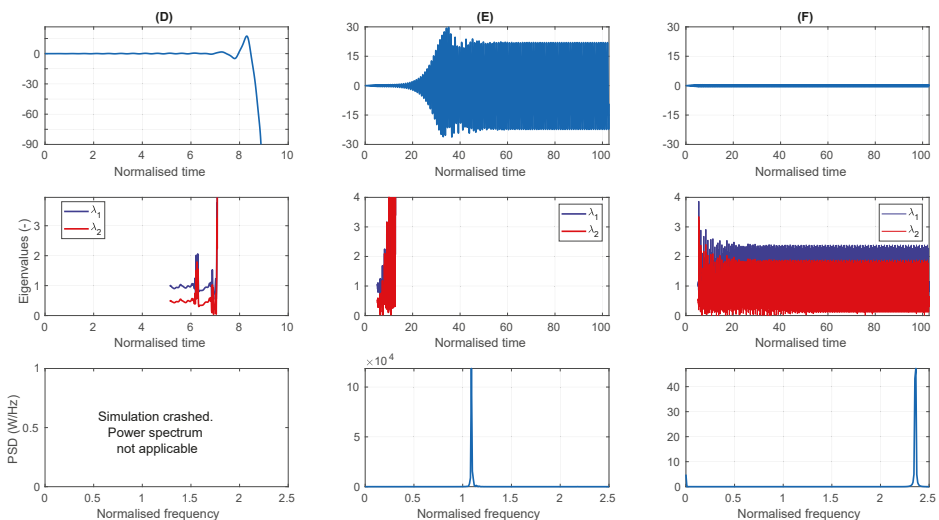 (D) (E) (F)
0
-30
-60
-90
0 2 4 6 8 10
Normalised time
30
15
0
-15
-30
0 20 40 60 80 100
Normalised time
30
15
0
-15
-30
0 20 40 60 80 100
Normalised time
Eigenvalues (-)
3
2
1
0
λ1
λ2
0 2 4 6 8 10
Normalised time
4
3
2
1
0
λ1
λ2
0 20 40 60 80 100
Normalised time
4
3
2
1
0
λ1
λ2
0 20 40 60 80 100
Normalised time
PSD (W/Hz)
1
0.5
0
Simulation crashed.
Power spectrum
not applicable
0 0.5 1 1.5 2 2.5
Normalised frequency
×10^4
10
5
0
0 0.5 1 1.5 2 2.5
Normalised frequency
40
30
20
10
0
0 0.5 1 1.5 2 2.5
Normalised frequency